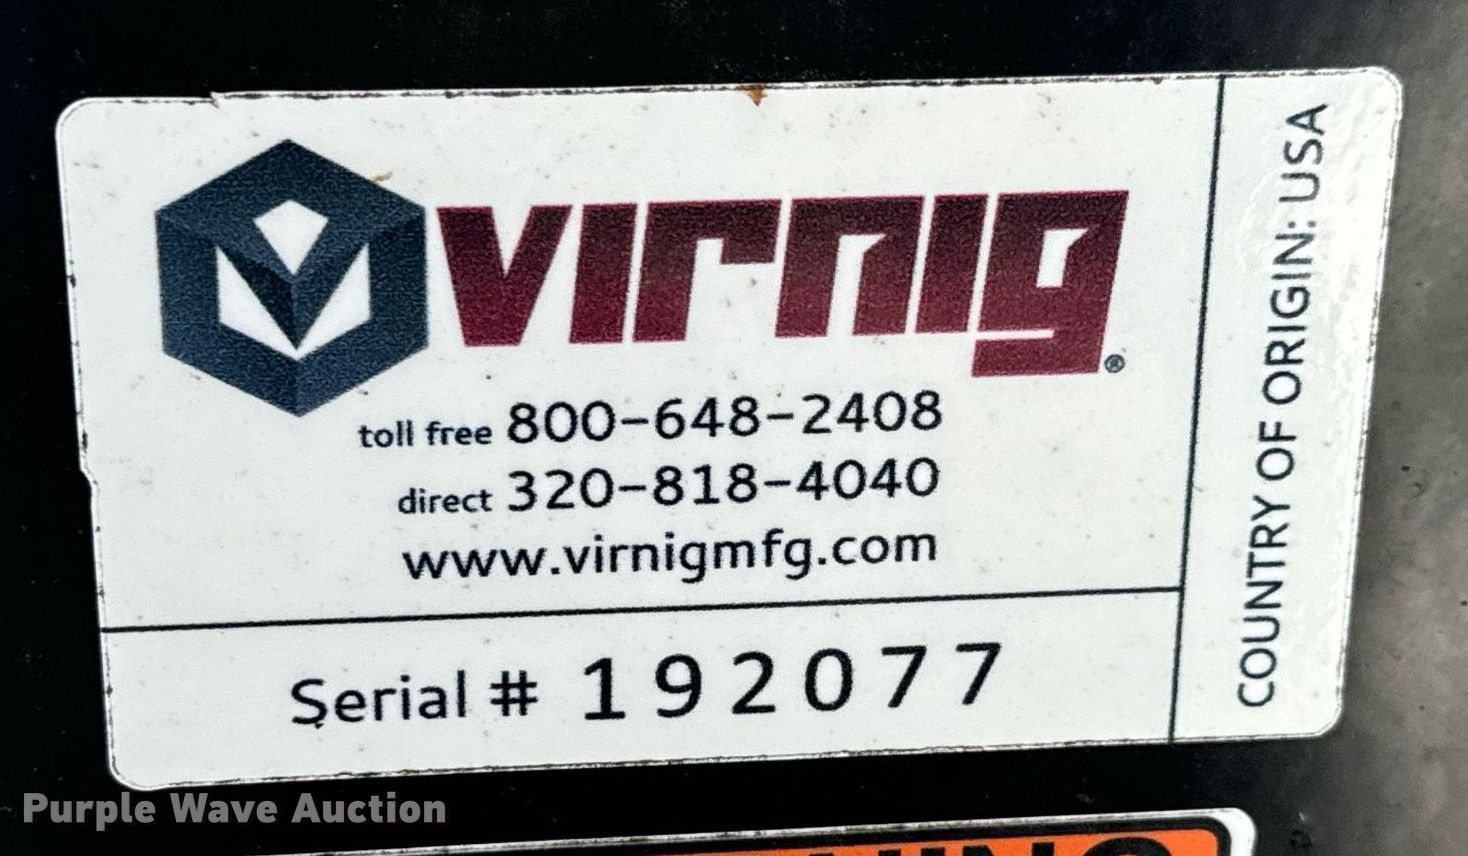 virnig®
toll free 800-648-2408
direct 320-818-4040
www.virnigmfg.com
Serial # 192077
COUNTRY OF ORIGIN: USA
Purple Wave Auction